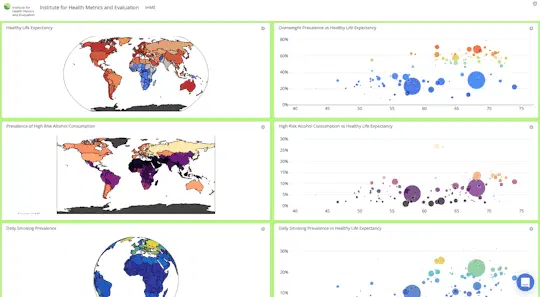 Institute for Health Metrics and Evaluation
Institute for Health Metrics and Evaluation IHME
Healthy Life Expectancy
Overweight Prevalence vs Healthy Life Expectancy
80%
60%
40%
20%
0%
40 45 50 55 60 65 70 75
Prevalence of High Risk Alcohol Consumption
High Risk Alcohol Consumption vs Healthy Life Expectancy
30%
25%
20%
15%
10%
5%
0%
40 45 50 55 60 65 70 75
Daily Smoking Prevalence
Daily Smoking Prevalence vs Healthy Life Expectancy
30%
20%
10%